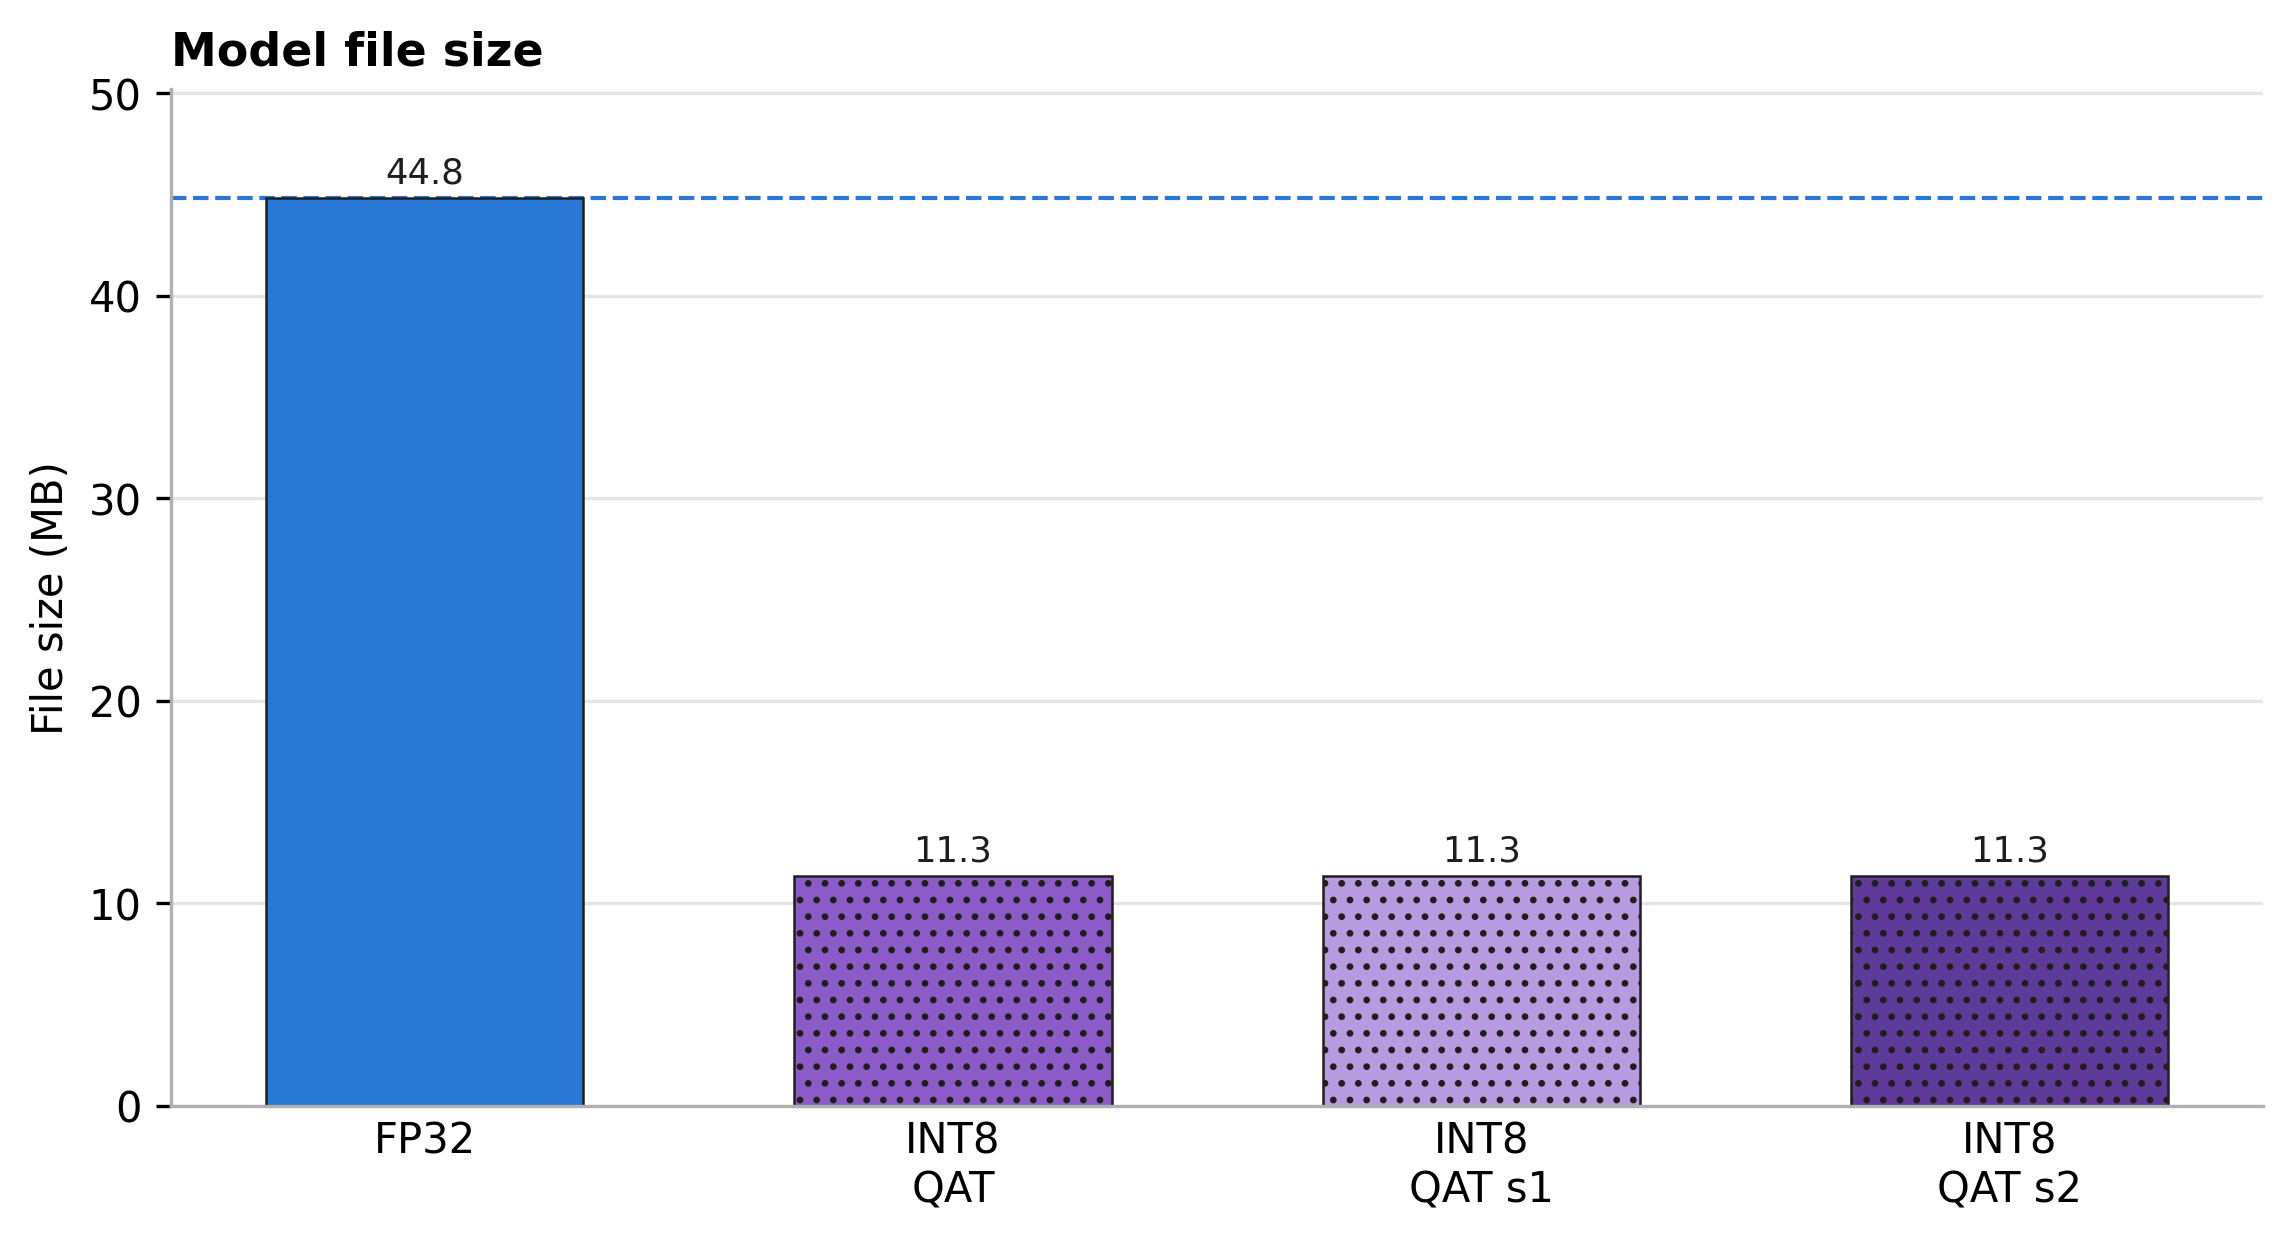 Model file size
50
44.8
40
30
File size (MB)
20
11.3
11.3
11.3
10
0
FP32
INT8
QAT
INT8
QAT s1
INT8
QAT s2